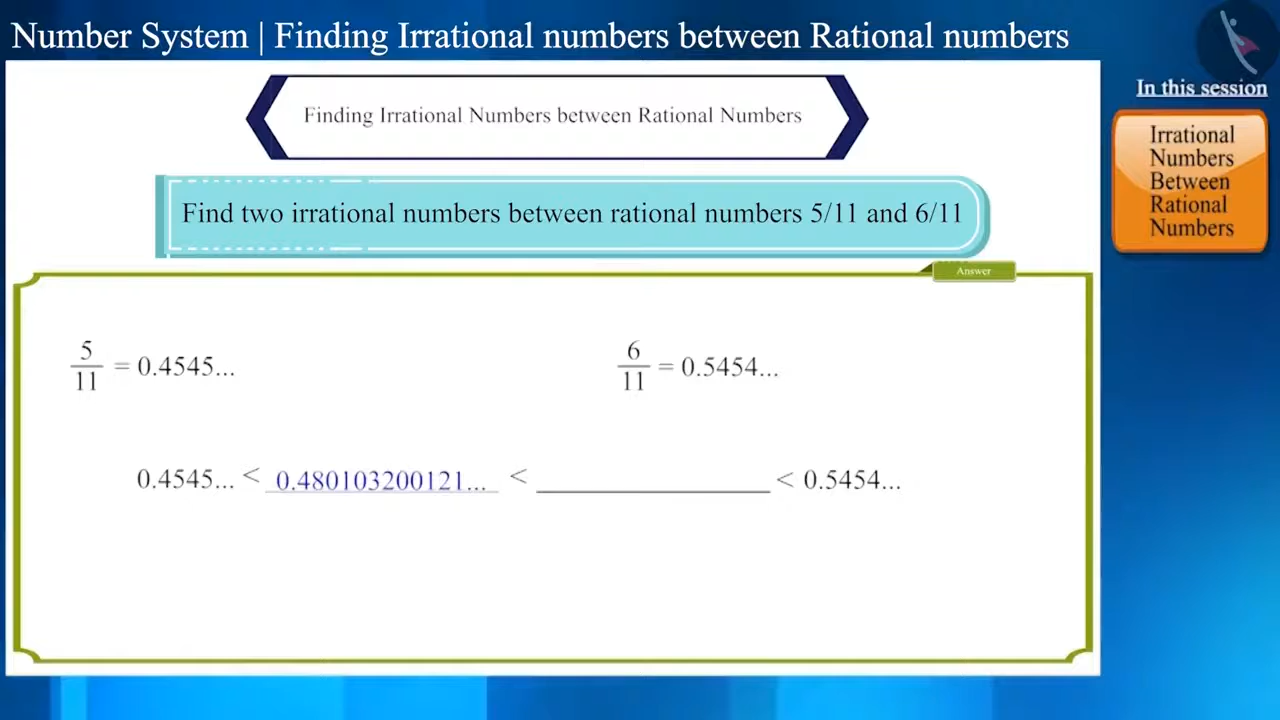 Number System | Finding Irrational numbers between Rational numbers
In this session
Irrational
Numbers
Between
Rational
Numbers
Finding Irrational Numbers between Rational Numbers
Find two irrational numbers between rational numbers 5/11 and 6/11
Answer
5/11 = 0.4545...
6/11 = 0.5454...
0.4545... < 0.480103200121... < ____________ < 0.5454...